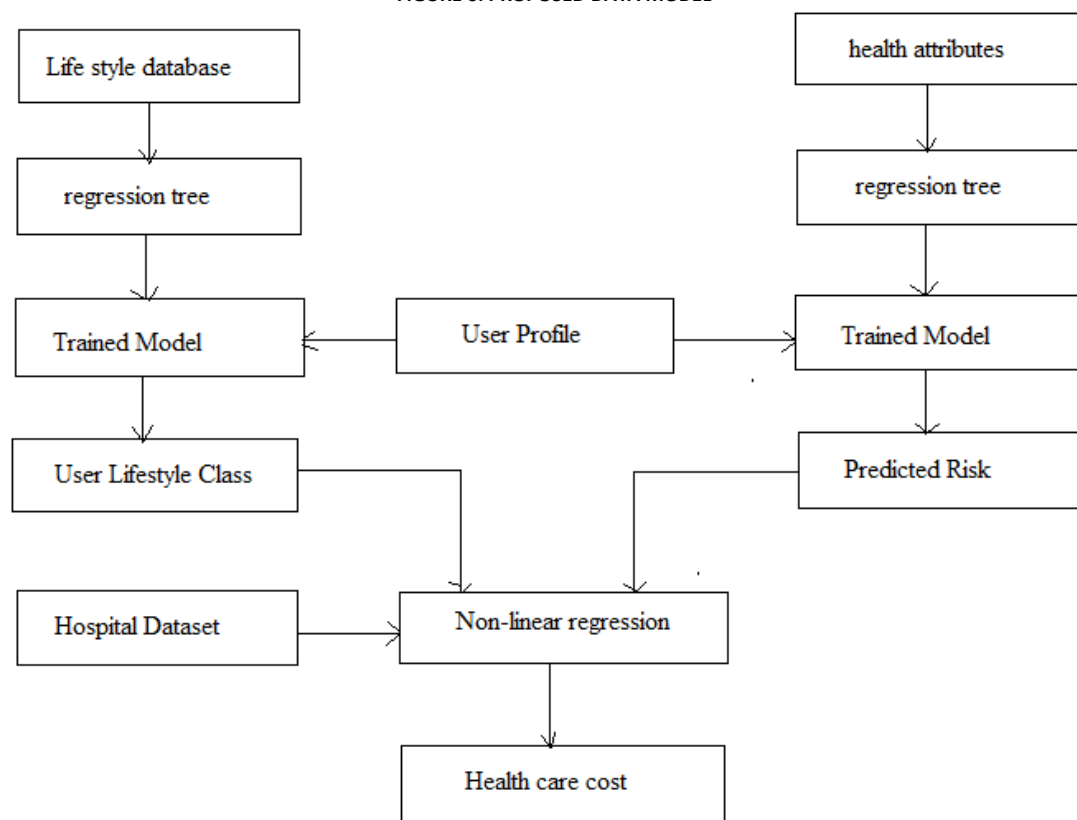 Life style database
health attributes
regression tree
regression tree
Trained Model
User Profile
Trained Model
User Lifestyle Class
Predicted Risk
Hospital Dataset
Non-linear regression
Health care cost